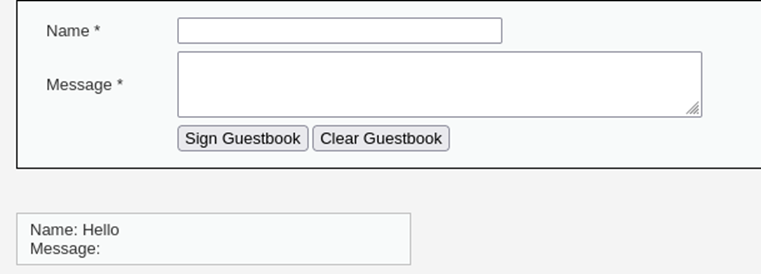 Name *
Message *
Sign Guestbook Clear Guestbook
Name: Hello
Message: